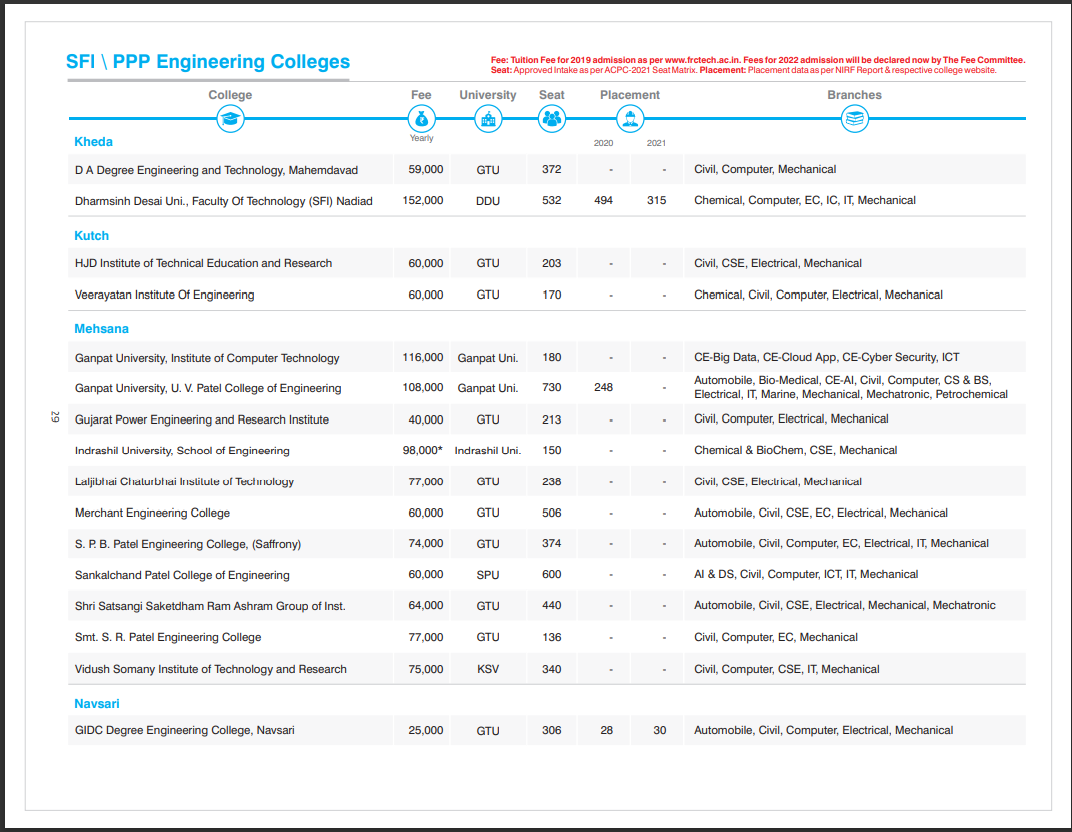 SFI \ PPP Engineering Colleges
Fee: Tuition Fee for 2019 admission as per www.frctech.ac.in. Fees for 2022 admission will be declared now by The Fee Committee.
Seat: Approved Intake as per ACPC-2021 Seat Matrix. Placement: Placement data as per NIRF Report & respective college website.
College Fee University Seat Placement Branches
Yearly
2020 2021
Kheda
D A Degree Engineering and Technology, Mahemdavad 59,000 GTU 372 - - Civil, Computer, Mechanical
Dharmsinh Desai Uni., Faculty Of Technology (SFI) Nadiad 152,000 DDU 532 494 315 Chemical, Computer, EC, IC, IT, Mechanical
Kutch
HJD Institute of Technical Education and Research 60,000 GTU 203 - - Civil, CSE, Electrical, Mechanical
Veerayatan Institute Of Engineering 60,000 GTU 170 - - Chemical, Civil, Computer, Electrical, Mechanical
Mehsana
Ganpat University, Institute of Computer Technology 116,000 Ganpat Uni. 180 - - CE-Big Data, CE-Cloud App, CE-Cyber Security, ICT
Ganpat University, U. V. Patel College of Engineering 108,000 Ganpat Uni. 730 248 - Automobile, Bio-Medical, CE-AI, Civil, Computer, CS & BS,
Electrical, IT, Marine, Mechanical, Mechatronic, Petrochemical
Gujarat Power Engineering and Research Institute 40,000 GTU 213 - - Civil, Computer, Electrical, Mechanical
Indrashil University, School of Engineering 98,000* Indrashil Uni. 150 - - Chemical & BioChem, CSE, Mechanical
Laljibhai Chaturbhai Institute of Technology 77,000 GTU 238 - - Civil, CSE, Electrical, Mechanical
Merchant Engineering College 60,000 GTU 506 - - Automobile, Civil, CSE, EC, Electrical, Mechanical
S. P. B. Patel Engineering College, (Saffrony) 74,000 GTU 374 - - Automobile, Civil, Computer, EC, Electrical, IT, Mechanical
Sankalchand Patel College of Engineering 60,000 SPU 600 - - AI & DS, Civil, Computer, ICT, IT, Mechanical
Shri Satsangi Saketdham Ram Ashram Group of Inst. 64,000 GTU 440 - - Automobile, Civil, CSE, Electrical, Mechanical, Mechatronic
Smt. S. R. Patel Engineering College 77,000 GTU 136 - - Civil, Computer, EC, Mechanical
Vidush Somany Institute of Technology and Research 75,000 KSV 340 - - Civil, Computer, CSE, IT, Mechanical
Navsari
GIDC Degree Engineering College, Navsari 25,000 GTU 306 28 30 Automobile, Civil, Computer, Electrical, Mechanical
29